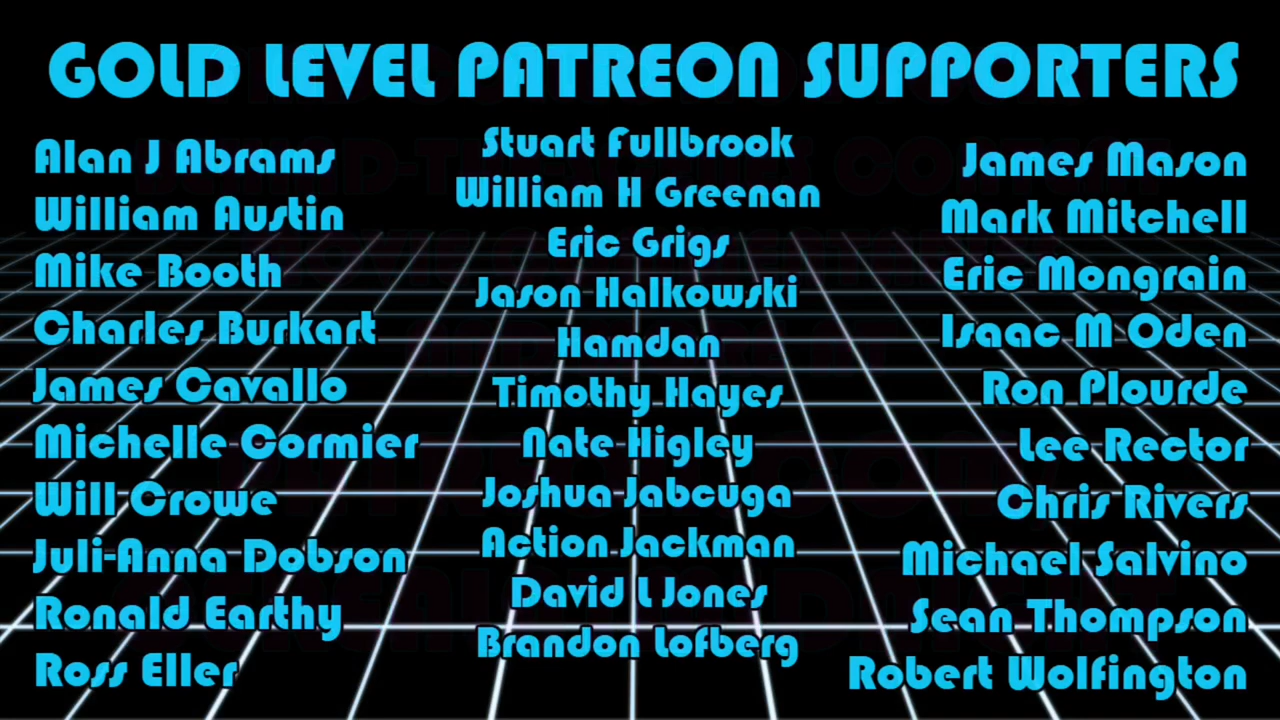 GOLD LEVEL PATREON SUPPORTERS
Alan J Abrams
William Austin
Mike Booth
Charles Burkart
James Cavallo
Michelle Cormier
Will Crowe
Juli-Anna Dobson
Ronald Earthy
Ross Eller
Stuart Fullbrook
William H Greenan
Eric Grigs
Jason Halkowski
Hamdan
Timothy Hayes
Nate Higley
Joshua Jabcuga
Action Jackman
David L Jones
Brandon Lofberg
James Mason
Mark Mitchell
Eric Mongrain
Isaac M Oden
Ron Plourde
Lee Rector
Chris Rivers
Michael Salvino
Sean Thompson
Robert Wolfington